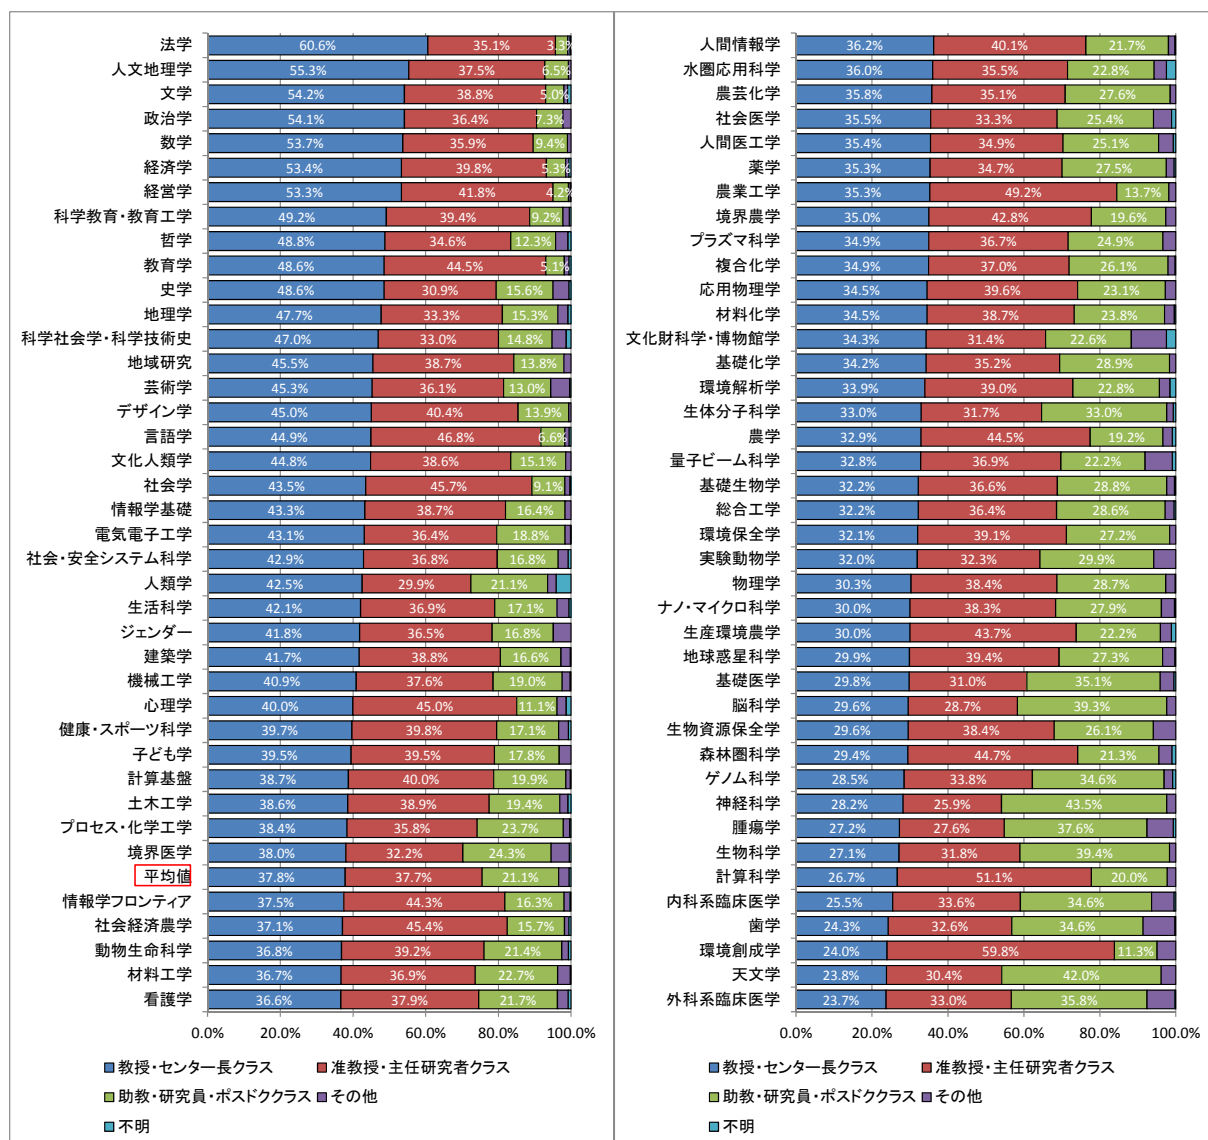 法学 60.6% 35.1% 3.3%
人文地理学 55.3% 37.5% 6.5%
文学 54.2% 38.8% 5.0%
政治学 54.1% 36.4% 7.3%
数学 53.7% 35.9% 9.4%
経済学 53.4% 39.8% 5.3%
経営学 53.3% 41.8% 4.2%
科学教育・教育工学 49.2% 39.4% 9.2%
哲学 48.8% 34.6% 12.3%
教育学 48.6% 44.5% 5.1%
史学 48.6% 30.9% 15.6%
地理学 47.7% 33.3% 15.3%
科学社会学・科学技術史 47.0% 33.0% 14.8%
地域研究 45.5% 38.7% 13.8%
芸術学 45.3% 36.1% 13.0%
デザイン学 45.0% 40.4% 13.9%
言語学 44.9% 46.8% 6.6%
文化人類学 44.8% 38.6% 15.1%
社会学 43.5% 45.7% 9.1%
情報学基礎 43.3% 38.7% 16.4%
電気電子工学 43.1% 36.4% 18.8%
社会・安全システム科学 42.9% 36.8% 16.8%
人類学 42.5% 29.9% 21.1%
生活科学 42.1% 36.9% 17.1%
ジェンダー 41.8% 36.5% 16.8%
建築学 41.7% 38.8% 16.6%
機械工学 40.9% 37.6% 19.0%
心理学 40.0% 45.0% 11.1%
健康・スポーツ科学 39.7% 39.8% 17.1%
子ども学 39.5% 39.5% 17.8%
計算基盤 38.7% 40.0% 19.9%
土木工学 38.6% 38.9% 19.4%
プロセス・化学工学 38.4% 35.8% 23.7%
境界医学 38.0% 32.2% 24.3%
平均値 37.8% 37.7% 21.1%
情報学フロンティア 37.5% 44.3% 16.3%
社会経済農学 37.1% 45.4% 15.7%
動物生命科学 36.8% 39.2% 21.4%
材料工学 36.7% 36.9% 22.7%
看護学 36.6% 37.9% 21.7%
0.0% 20.0% 40.0% 60.0% 80.0% 100.0%
教授・センター長クラス 准教授・主任研究者クラス
助教・研究員・ポスドククラス その他
不明
人間情報学 36.2% 40.1% 21.7%
水圏応用科学 36.0% 35.5% 22.8%
農芸化学 35.8% 35.1% 27.6%
社会医学 35.5% 33.3% 25.4%
人間医工学 35.4% 34.9% 25.1%
薬学 35.3% 34.7% 27.5%
農業工学 35.3% 49.2% 13.7%
境界農学 35.0% 42.8% 19.6%
プラズマ科学 34.9% 36.7% 24.9%
複合化学 34.9% 37.0% 26.1%
応用物理学 34.5% 39.6% 23.1%
材料化学 34.5% 38.7% 23.8%
文化財科学・博物館学 34.3% 31.4% 22.6%
基礎化学 34.2% 35.2% 28.9%
環境解析学 33.9% 39.0% 22.8%
生体分子科学 33.0% 31.7% 33.0%
農学 32.9% 44.5% 19.2%
量子ビーム科学 32.8% 36.9% 22.2%
基礎生物学 32.2% 36.6% 28.8%
総合工学 32.2% 36.4% 28.6%
環境保全学 32.1% 39.1% 27.2%
実験動物学 32.0% 32.3% 29.9%
物理学 30.3% 38.4% 28.7%
ナノ・マイクロ科学 30.0% 38.3% 27.9%
生産環境農学 30.0% 43.7% 22.2%
地球惑星科学 29.9% 39.4% 27.3%
基礎医学 29.8% 31.0% 35.1%
脳科学 29.6% 28.7% 39.3%
生物資源保全学 29.6% 38.4% 26.1%
森林圏科学 29.4% 44.7% 21.3%
ゲノム科学 28.5% 33.8% 34.6%
神経科学 28.2% 25.9% 43.5%
腫瘍学 27.2% 27.6% 37.6%
生物科学 27.1% 31.8% 39.4%
計算科学 26.7% 51.1% 20.0%
内科系臨床医学 25.5% 33.6% 34.6%
歯学 24.3% 32.6% 34.6%
環境創成学 24.0% 59.8% 11.3%
天文学 23.8% 30.4% 42.0%
外科系臨床医学 23.7% 33.0% 35.8%
0.0% 20.0% 40.0% 60.0% 80.0% 100.0%
教授・センター長クラス 准教授・主任研究者クラス
助教・研究員・ポスドククラス その他
不明